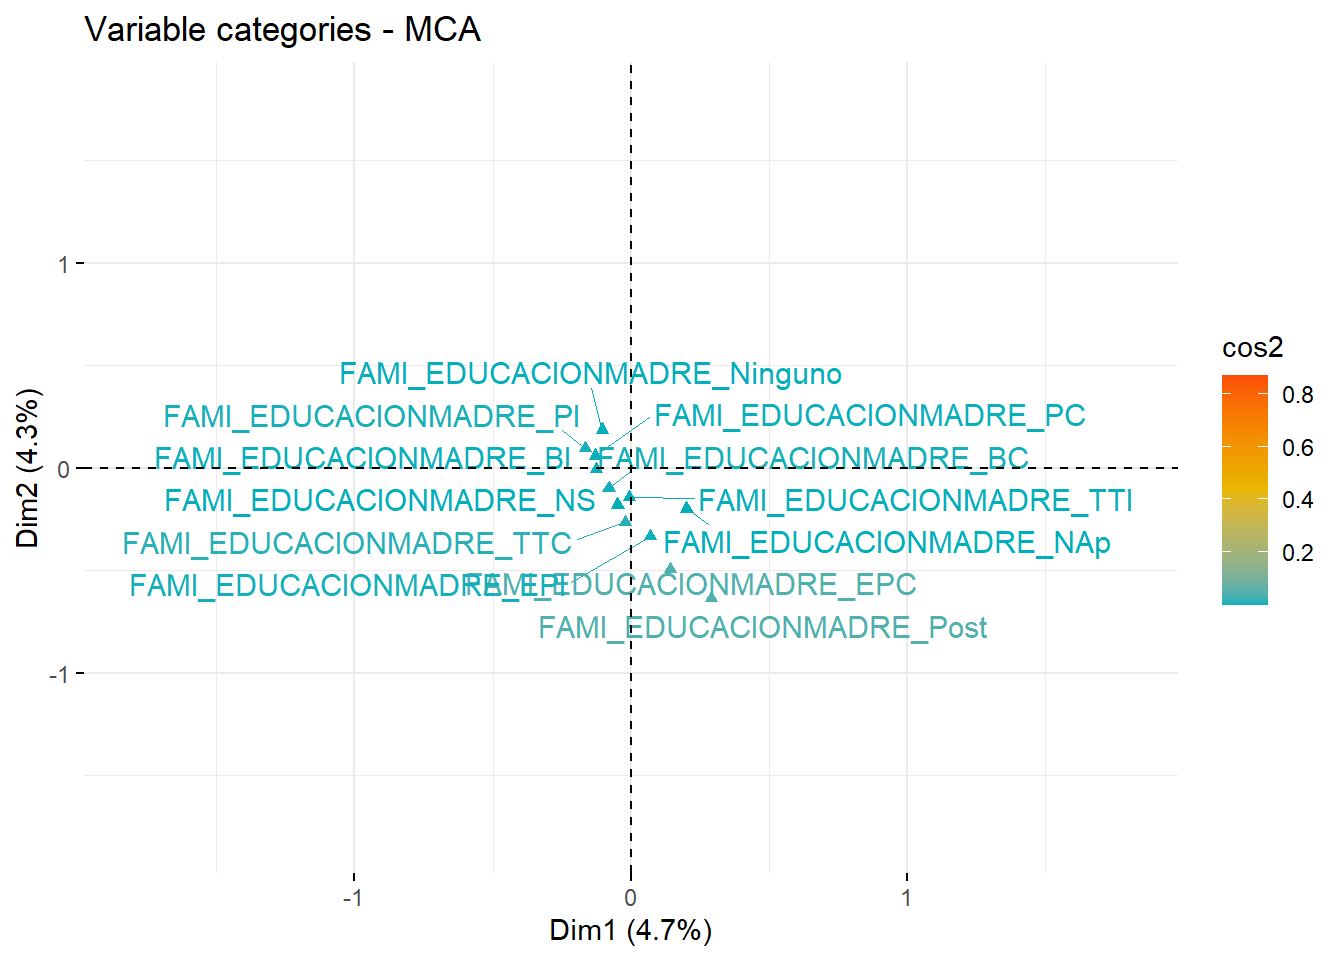 Variable categories - MCA
FAMI_EDUCACIONMADRE_Ninguno
FAMI_EDUCACIONMADRE_PI
FAMI_EDUCACIONMADRE_PC
FAMI_EDUCACIONMADRE_BI
FAMI_EDUCACIONMADRE_BC
FAMI_EDUCACIONMADRE_NS
FAMI_EDUCACIONMADRE_TTI
FAMI_EDUCACIONMADRE_TTC
FAMI_EDUCACIONMADRE_NAp
FAMI_EDUCACIONMADRE_EPI
FAMI_EDUCACIONMADRE_EPC
FAMI_EDUCACIONMADRE_Post
1
0
-1
Dim2 (4.3%)
-1
0
1
Dim1 (4.7%)
cos2
0.8
0.6
0.4
0.2